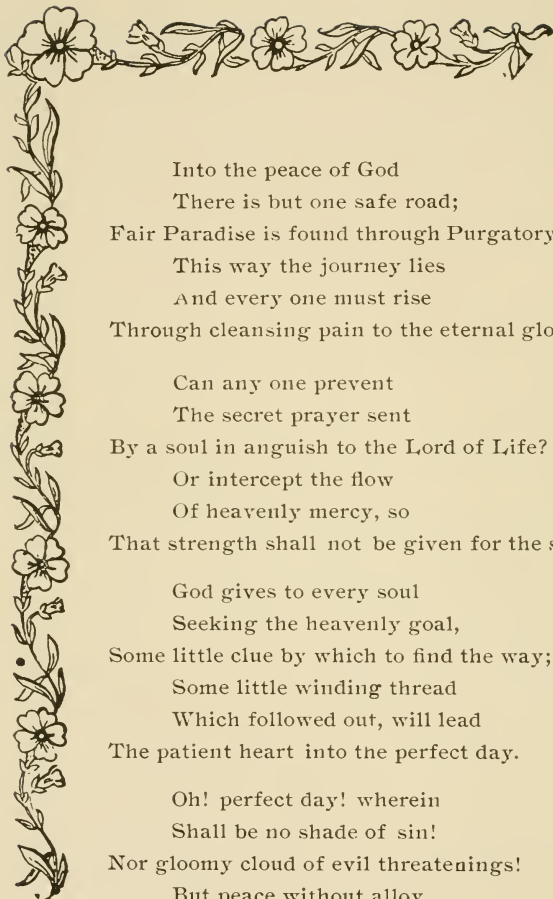 Into the peace of God
There is but one safe road;
Fair Paradise is found through Purgatory
This way the journey lies
And every one must rise
Through cleansing pain to the eternal glo
Can any one prevent
The secret prayer sent
By a soul in anguish to the Lord of Life?
Or intercept the flow
Of heavenly mercy, so
That strength shall not be given for the s
God gives to every soul
Seeking the heavenly goal,
Some little clue by which to find the way;
Some little winding thread
Which followed out, will lead
The patient heart into the perfect day.
Oh! perfect day! wherein
Shall be no shade of sin!
Nor gloomy cloud of evil threatenings!
But peace without alloy